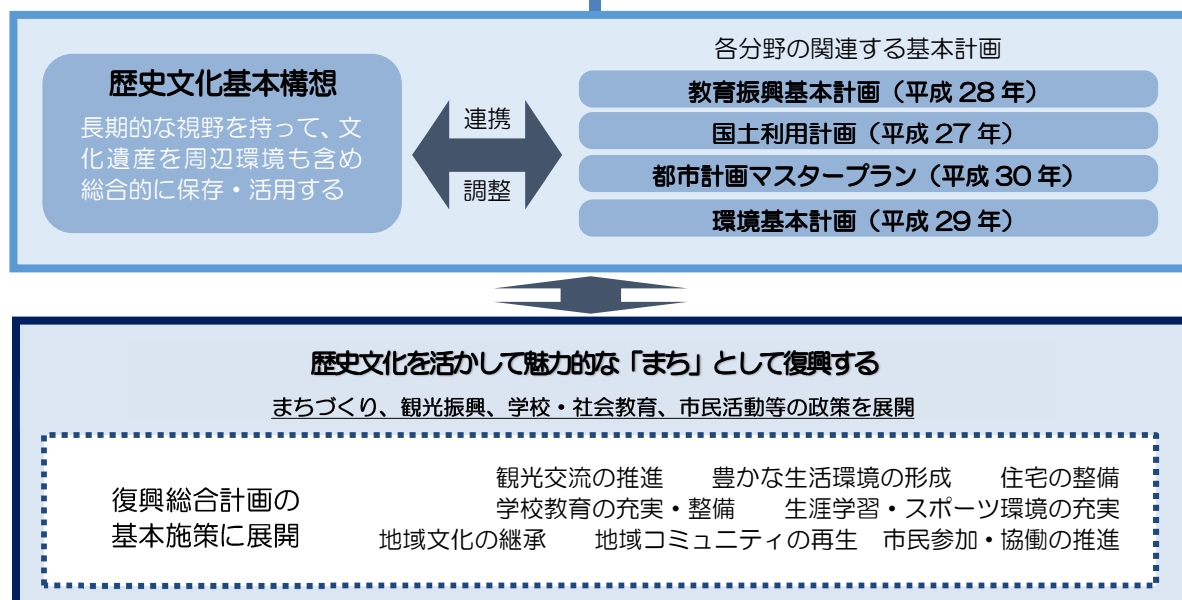 各分野の関連する基本計画
歴史文化基本構想
長期的な視野を持って、文
化遺産を周辺環境も含め
総合的に保存・活用する
連携
調整
教育振興基本計画（平成 28 年）
国土利用計画（平成 27 年）
都市計画マスタープラン（平成 30 年）
環境基本計画（平成 29 年）
歴史文化を活かして魅力的な「まち」として復興する
まちづくり、観光振興、学校・社会教育、市民活動等の政策を展開
復興総合計画の
基本施策に展開
観光交流の推進　豊かな生活環境の形成　住宅の整備
学校教育の充実・整備　生涯学習・スポーツ環境の充実
地域文化の継承　地域コミュニティの再生　市民参加・協働の推進